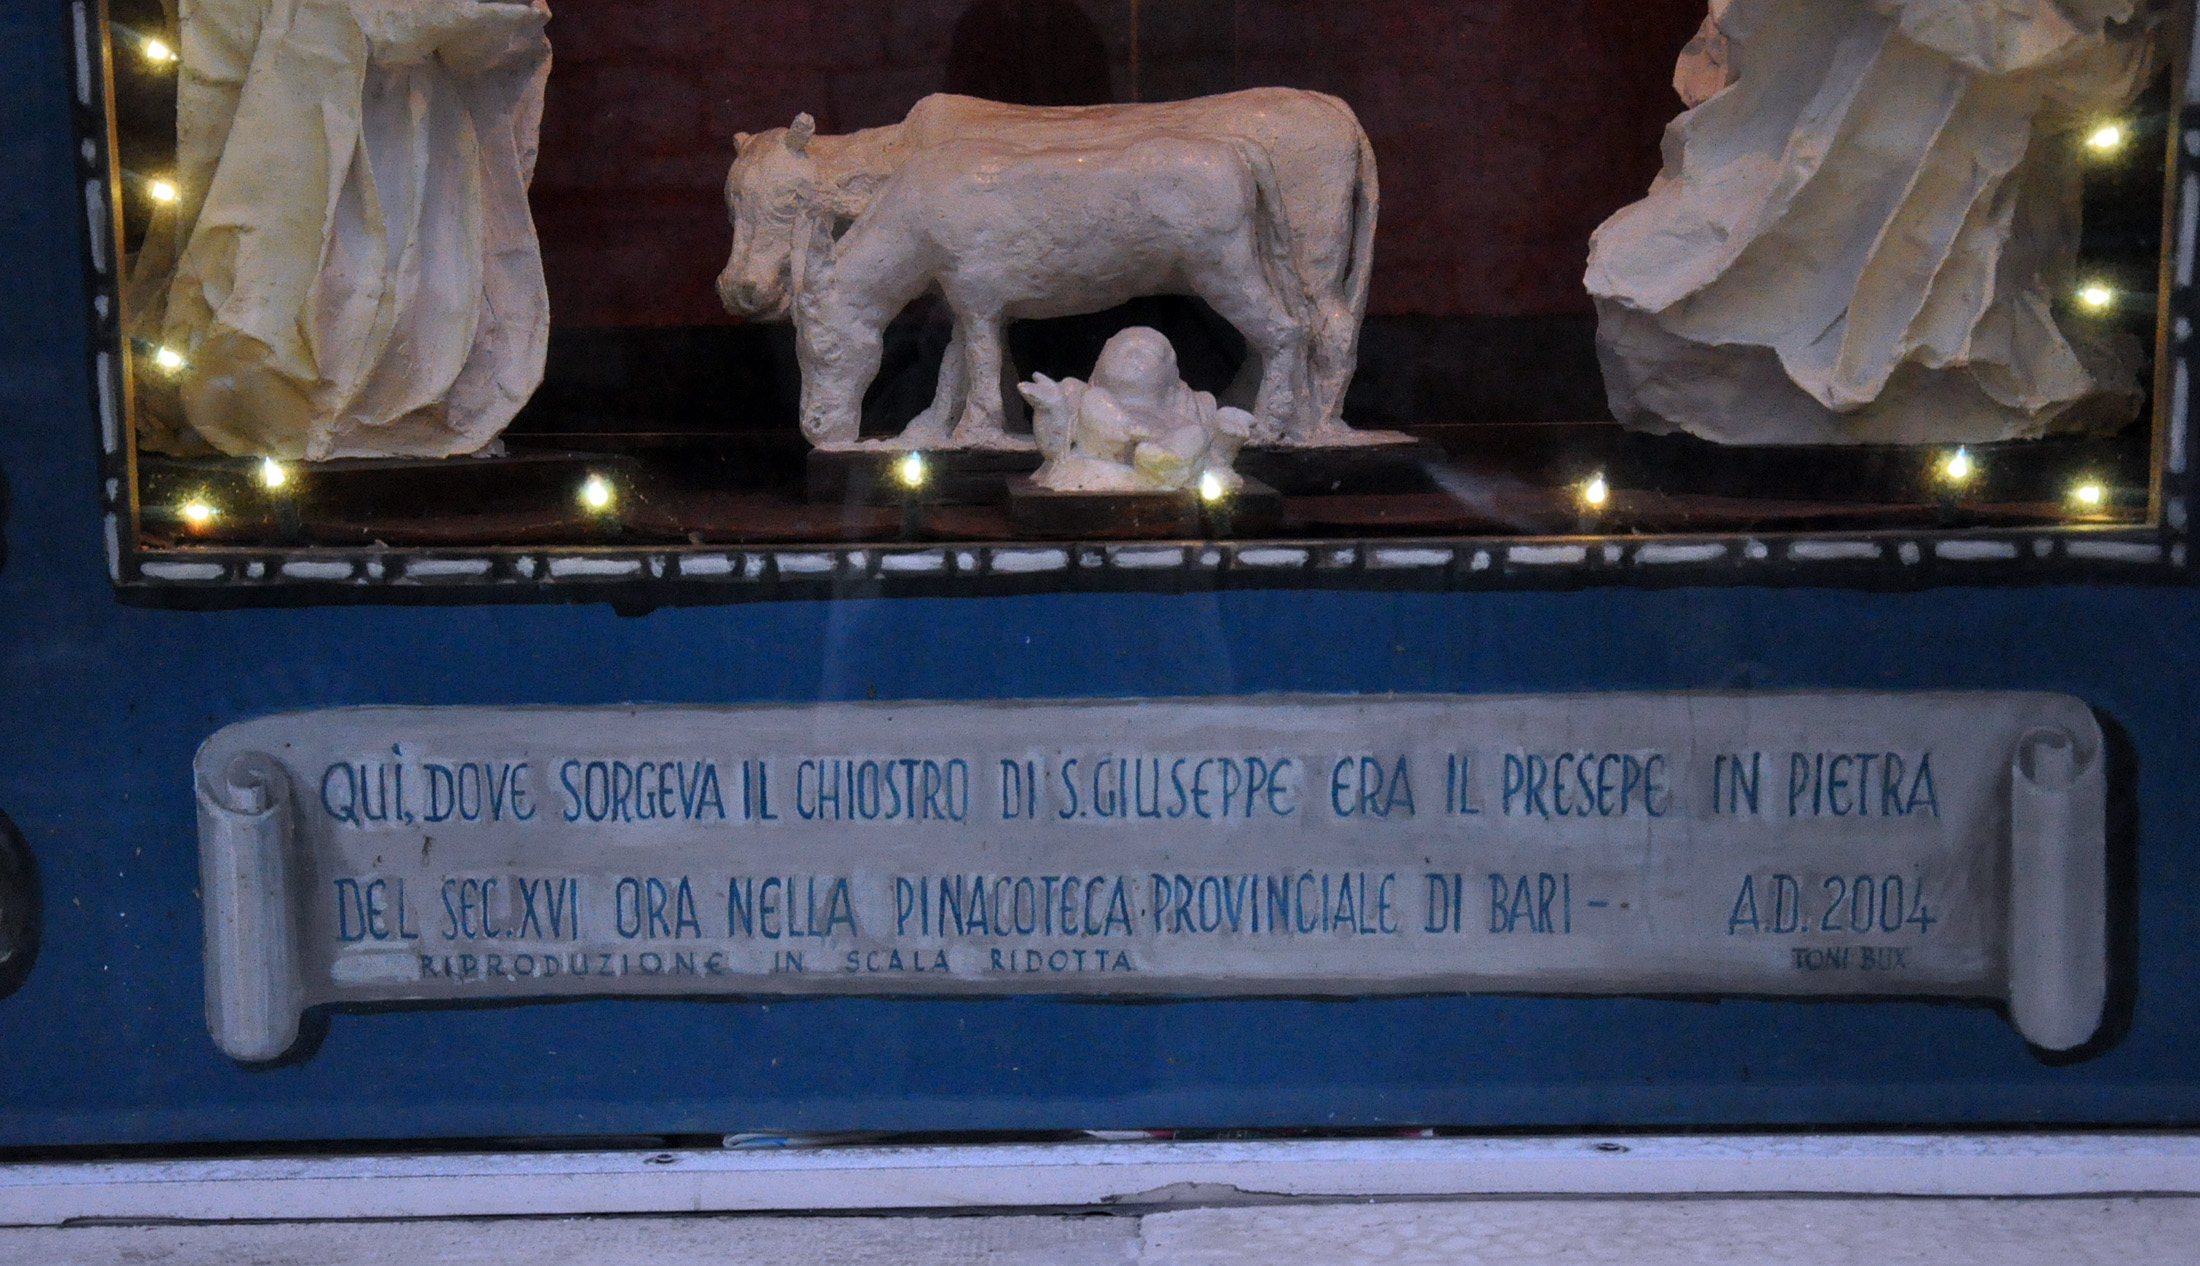 QUÌ, DOVE SORGEVA IL CHIOSTRO DI S. GIUSEPPE ERA IL PRESEPE IN PIETRA
DEL SEC. XVI ORA NELLA PINACOTECA PROVINCIALE DI BARI - A.D. 2004
RIPRODUZIONE IN SCALA RIDOTTA TONI BUX